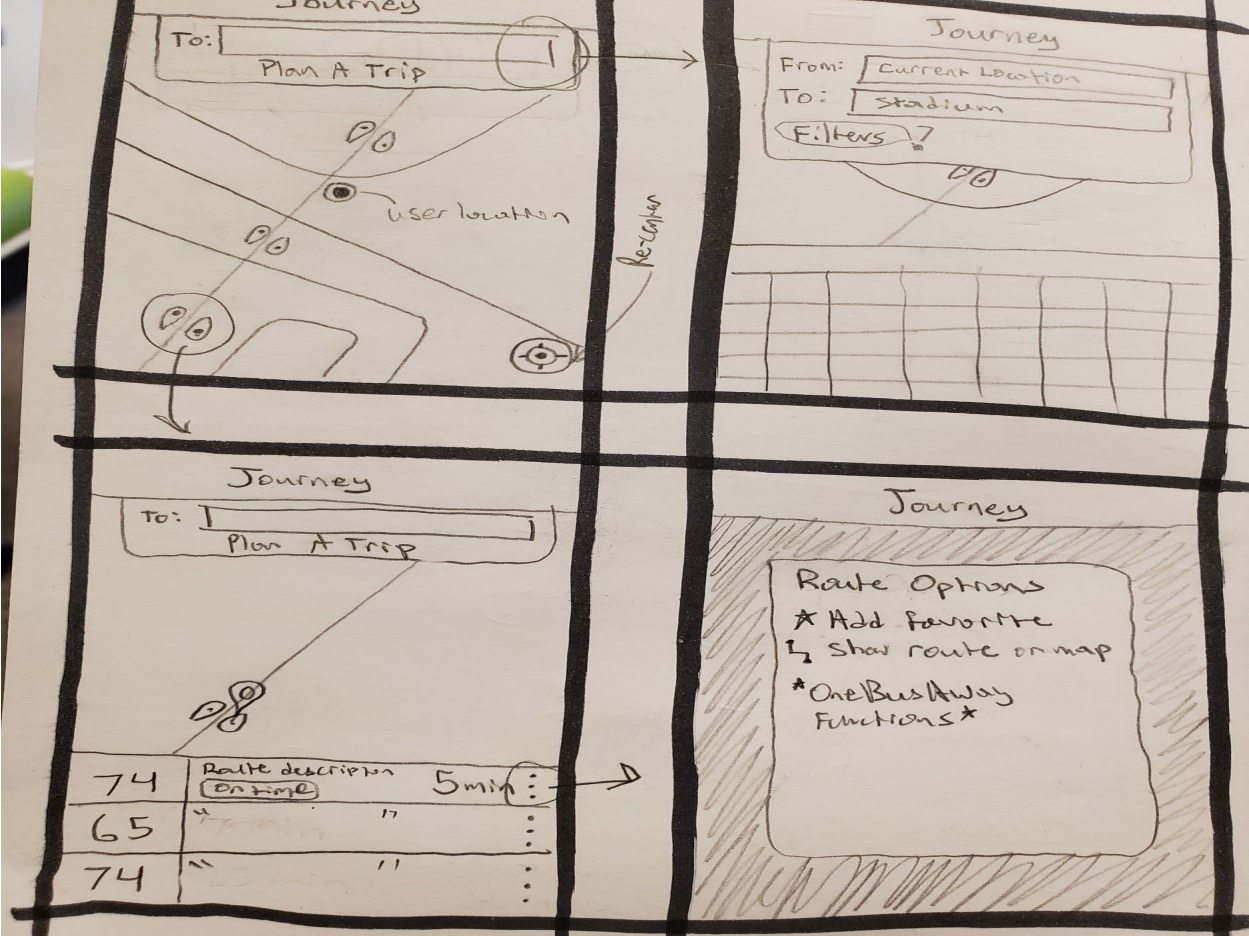 Journey
To:
Plan A Trip
user location
Re-center
Journey
From: Current Location
To: Stadium
Filters ?
Journey
To:
Plan A Trip
74 Route description 5min
on time
65 " "
74 " "
Journey
Route Options
Add favorite
Show route on map
*OneBusAway
Functions*